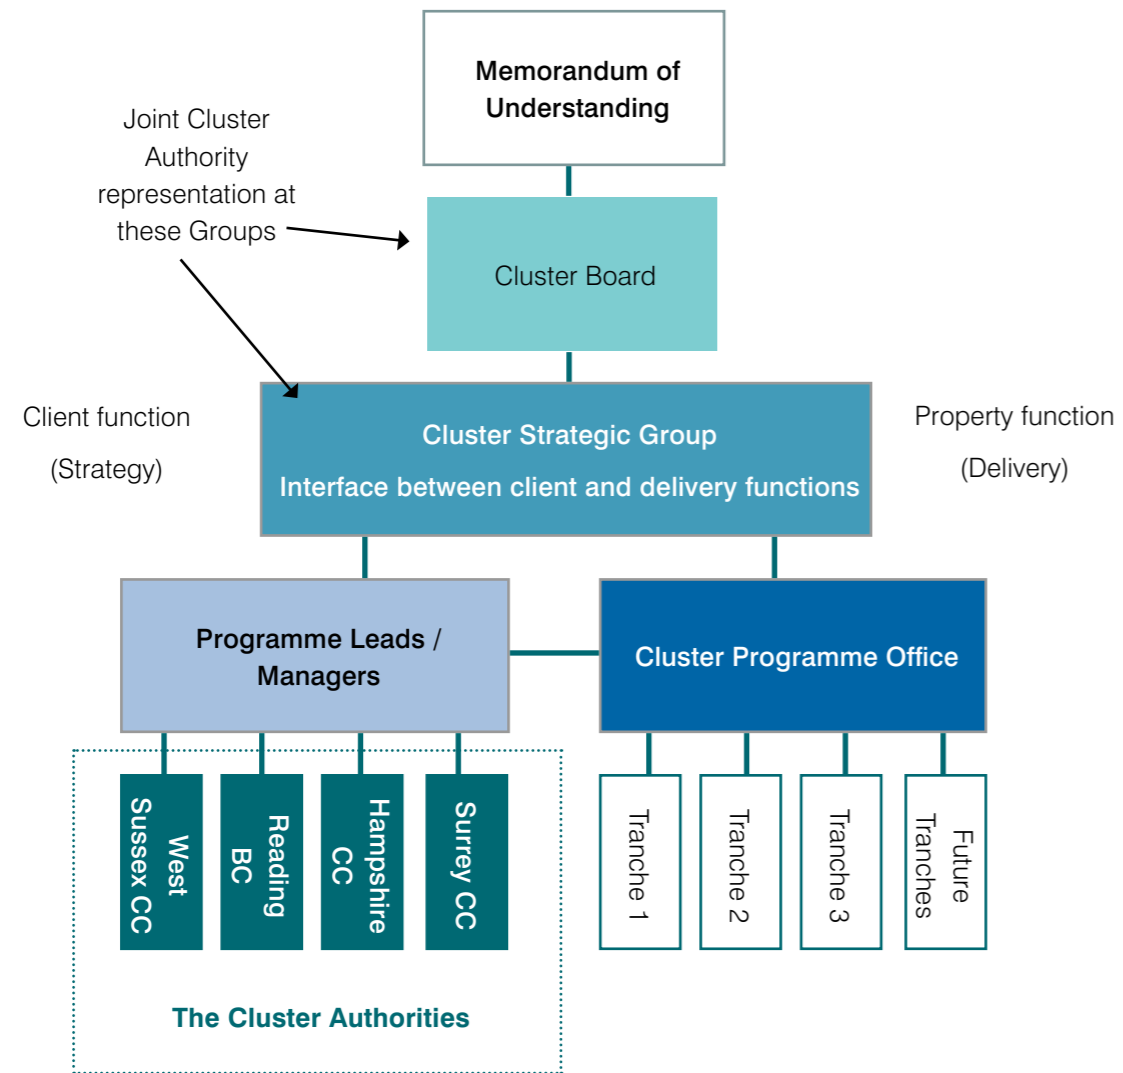 Memorandum of
Understanding
Joint Cluster
Authority
representation at
these Groups
Cluster Board
Client function
(Strategy)
Cluster Strategic Group
Interface between client and delivery functions
Property function
(Delivery)
Programme Leads /
Managers
Cluster Programme Office
West
Sussex CC
Reading
BC
Hampshire
CC
Surrey CC
Tranche 1
Tranche 2
Tranche 3
Future
Tranches
The Cluster Authorities